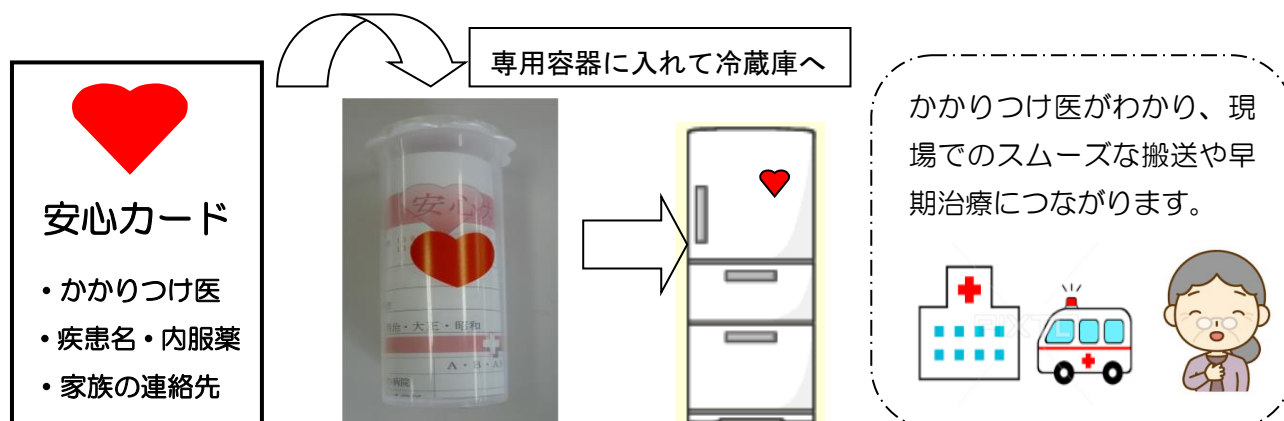 安心カード
・かかりつけ医
・疾患名・内服薬
・家族の連絡先
専用容器に入れて冷蔵庫へ
安心
・大正・昭和
A・B・A
病院
かかりつけ医がわかり、現
場でのスムーズな搬送や早
期治療につながります。